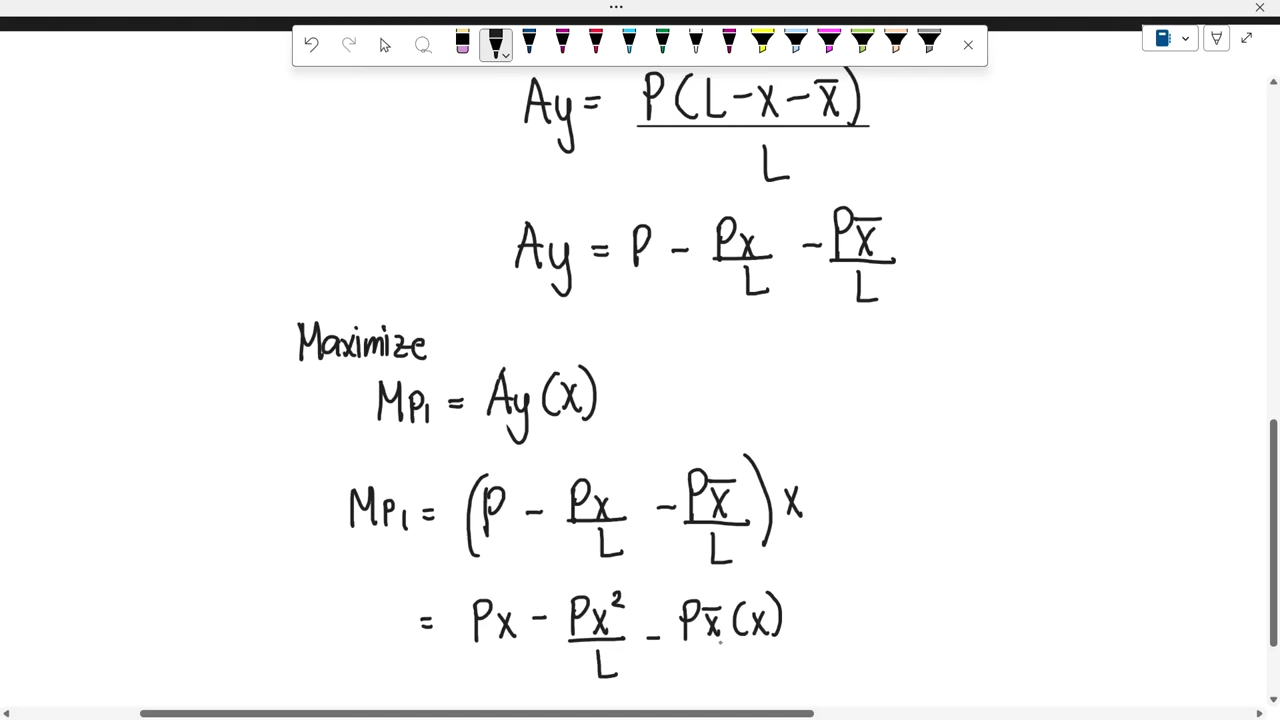 Ay = P(L-x-x̄)/L
Ay = P - Px/L - Px̄/L
Maximize
MP₁ = Ay(x)
MP₁ = (P - Px/L - Px̄/L) x
= Px - Px²/L - Px̄(x)